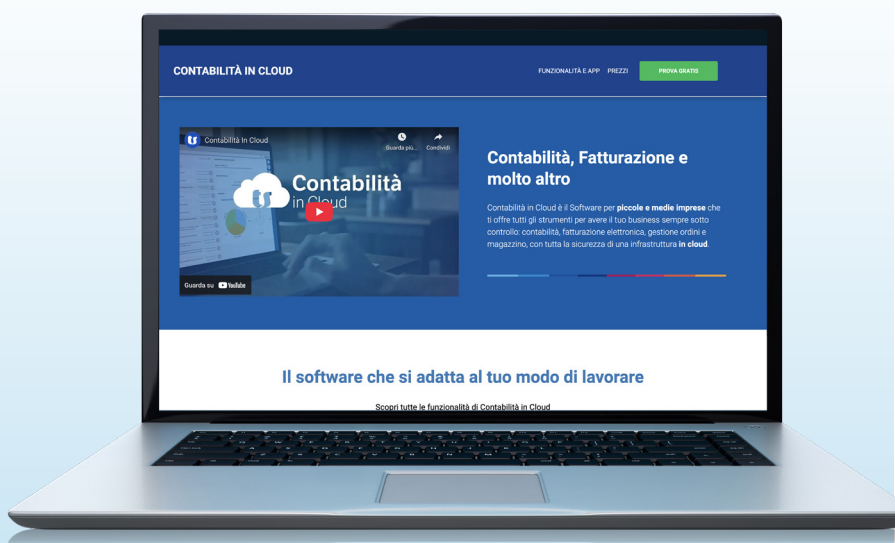 CONTABILITÀ IN CLOUD
FUNZIONALITÀ E APP PREZZI PROVA GRATIS
Contabilità In Cloud
Guarda più... Condividi
Contabilità
in Cloud
Guarda su YouTube
Contabilità, Fatturazione e
molto altro
Contabilità in Cloud è il Software per piccole e medie imprese che
ti offre tutti gli strumenti per avere il tuo business sempre sotto
controllo: contabilità, fatturazione elettronica, gestione ordini e
magazzino, con tutta la sicurezza di una infrastruttura in cloud.
Il software che si adatta al tuo modo di lavorare
Scopri tutte le funzionalità di Contabilità in Cloud